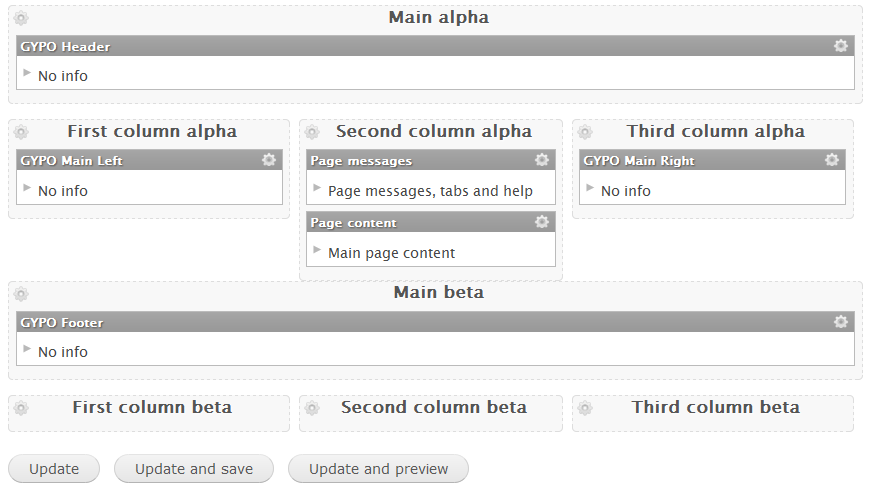 Main alpha
GYPO Header
No info
First column alpha
GYPO Main Left
No info
Second column alpha
Page messages
Page messages, tabs and help
Page content
Main page content
Third column alpha
GYPO Main Right
No info
Main beta
GYPO Footer
No info
First column beta
Second column beta
Third column beta
Update
Update and save
Update and preview